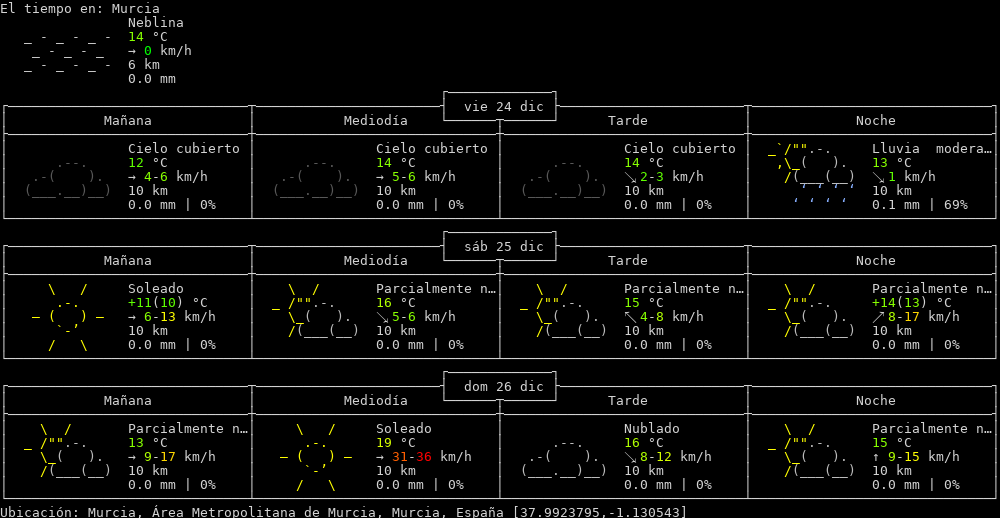 El tiempo en: Murcia
Neblina
14 °C
→ 0 km/h
6 km
0.0 mm
vie 24 dic
Mañana Mediodía Tarde Noche
Cielo cubierto Cielo cubierto Cielo cubierto Lluvia  modera…
12 °C 14 °C 14 °C 13 °C
→ 4-6 km/h → 5-6 km/h ↘ 2-3 km/h ↘ 1 km/h
10 km 10 km 10 km 10 km
0.0 mm | 0% 0.0 mm | 0% 0.0 mm | 0% 0.1 mm | 69%
sáb 25 dic
Mañana Mediodía Tarde Noche
Soleado Parcialmente n… Parcialmente n… Parcialmente n…
+11(10) °C 16 °C 15 °C +14(13) °C
→ 6-13 km/h ↘ 5-6 km/h ↖ 4-8 km/h ↗ 8-17 km/h
10 km 10 km 10 km 10 km
0.0 mm | 0% 0.0 mm | 0% 0.0 mm | 0% 0.0 mm | 0%
dom 26 dic
Mañana Mediodía Tarde Noche
Parcialmente n… Soleado Nublado Parcialmente n…
13 °C 19 °C 16 °C 15 °C
→ 9-17 km/h → 31-36 km/h ↘ 8-12 km/h ↑ 9-15 km/h
10 km 10 km 10 km 10 km
0.0 mm | 0% 0.0 mm | 0% 0.0 mm | 0% 0.0 mm | 0%
Ubicación: Murcia, Área Metropolitana de Murcia, Murcia, España [37.9923795,-1.130543]